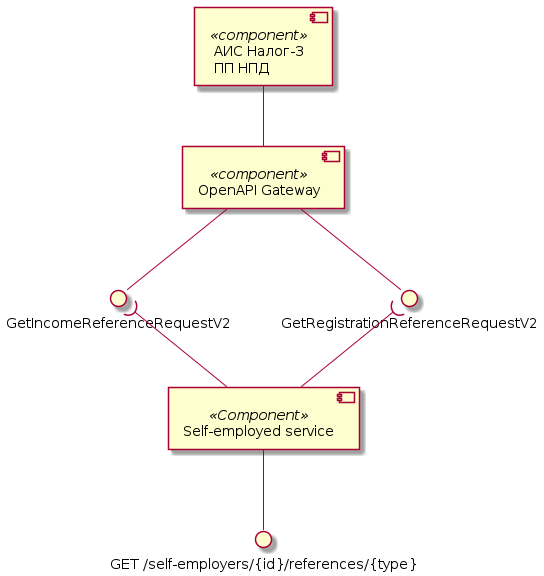 «component»
АИС Налог-3
ПП НПД
«component»
OpenAPI Gateway
GetIncomeReferenceRequestV2
GetRegistrationReferenceRequestV2
«Component»
Self-employed service
GET /self-employers/{id}/references/{type}